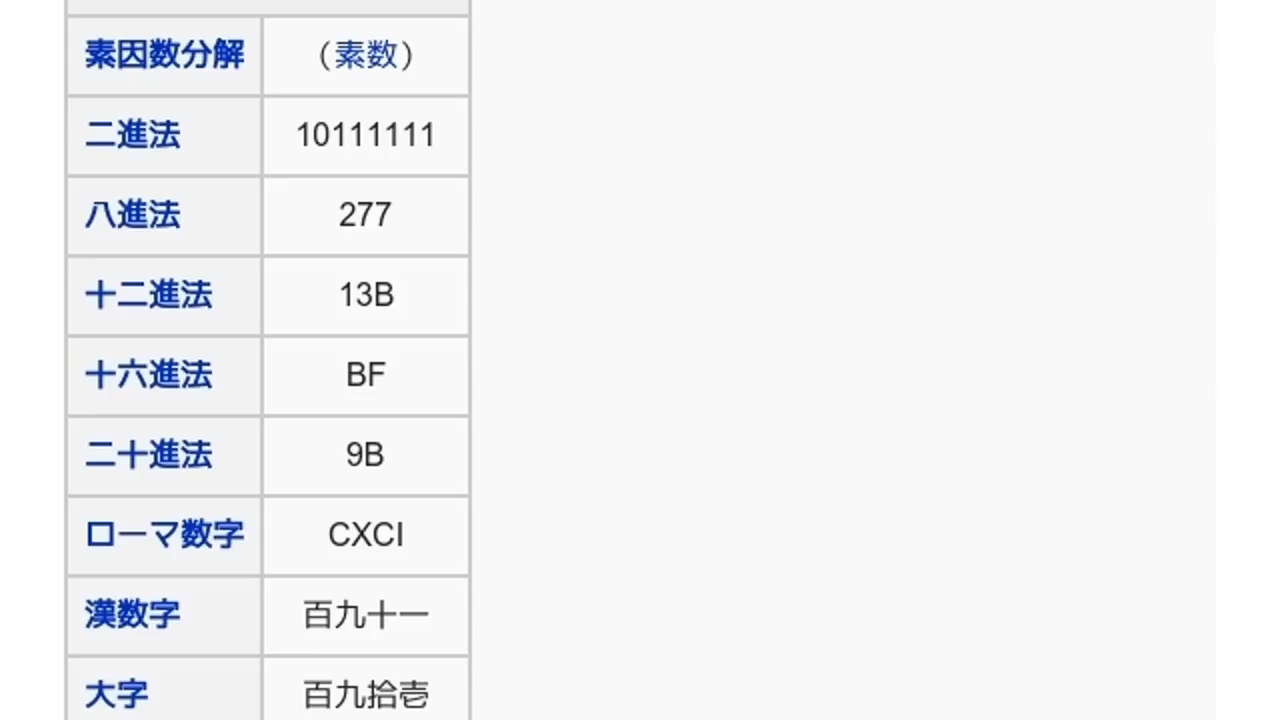 素因数分解 （素数）
二進法 10111111
八進法 277
十二進法 13B
十六進法 BF
二十進法 9B
ローマ数字 CXCI
漢数字 百九十一
大字 百九拾壱